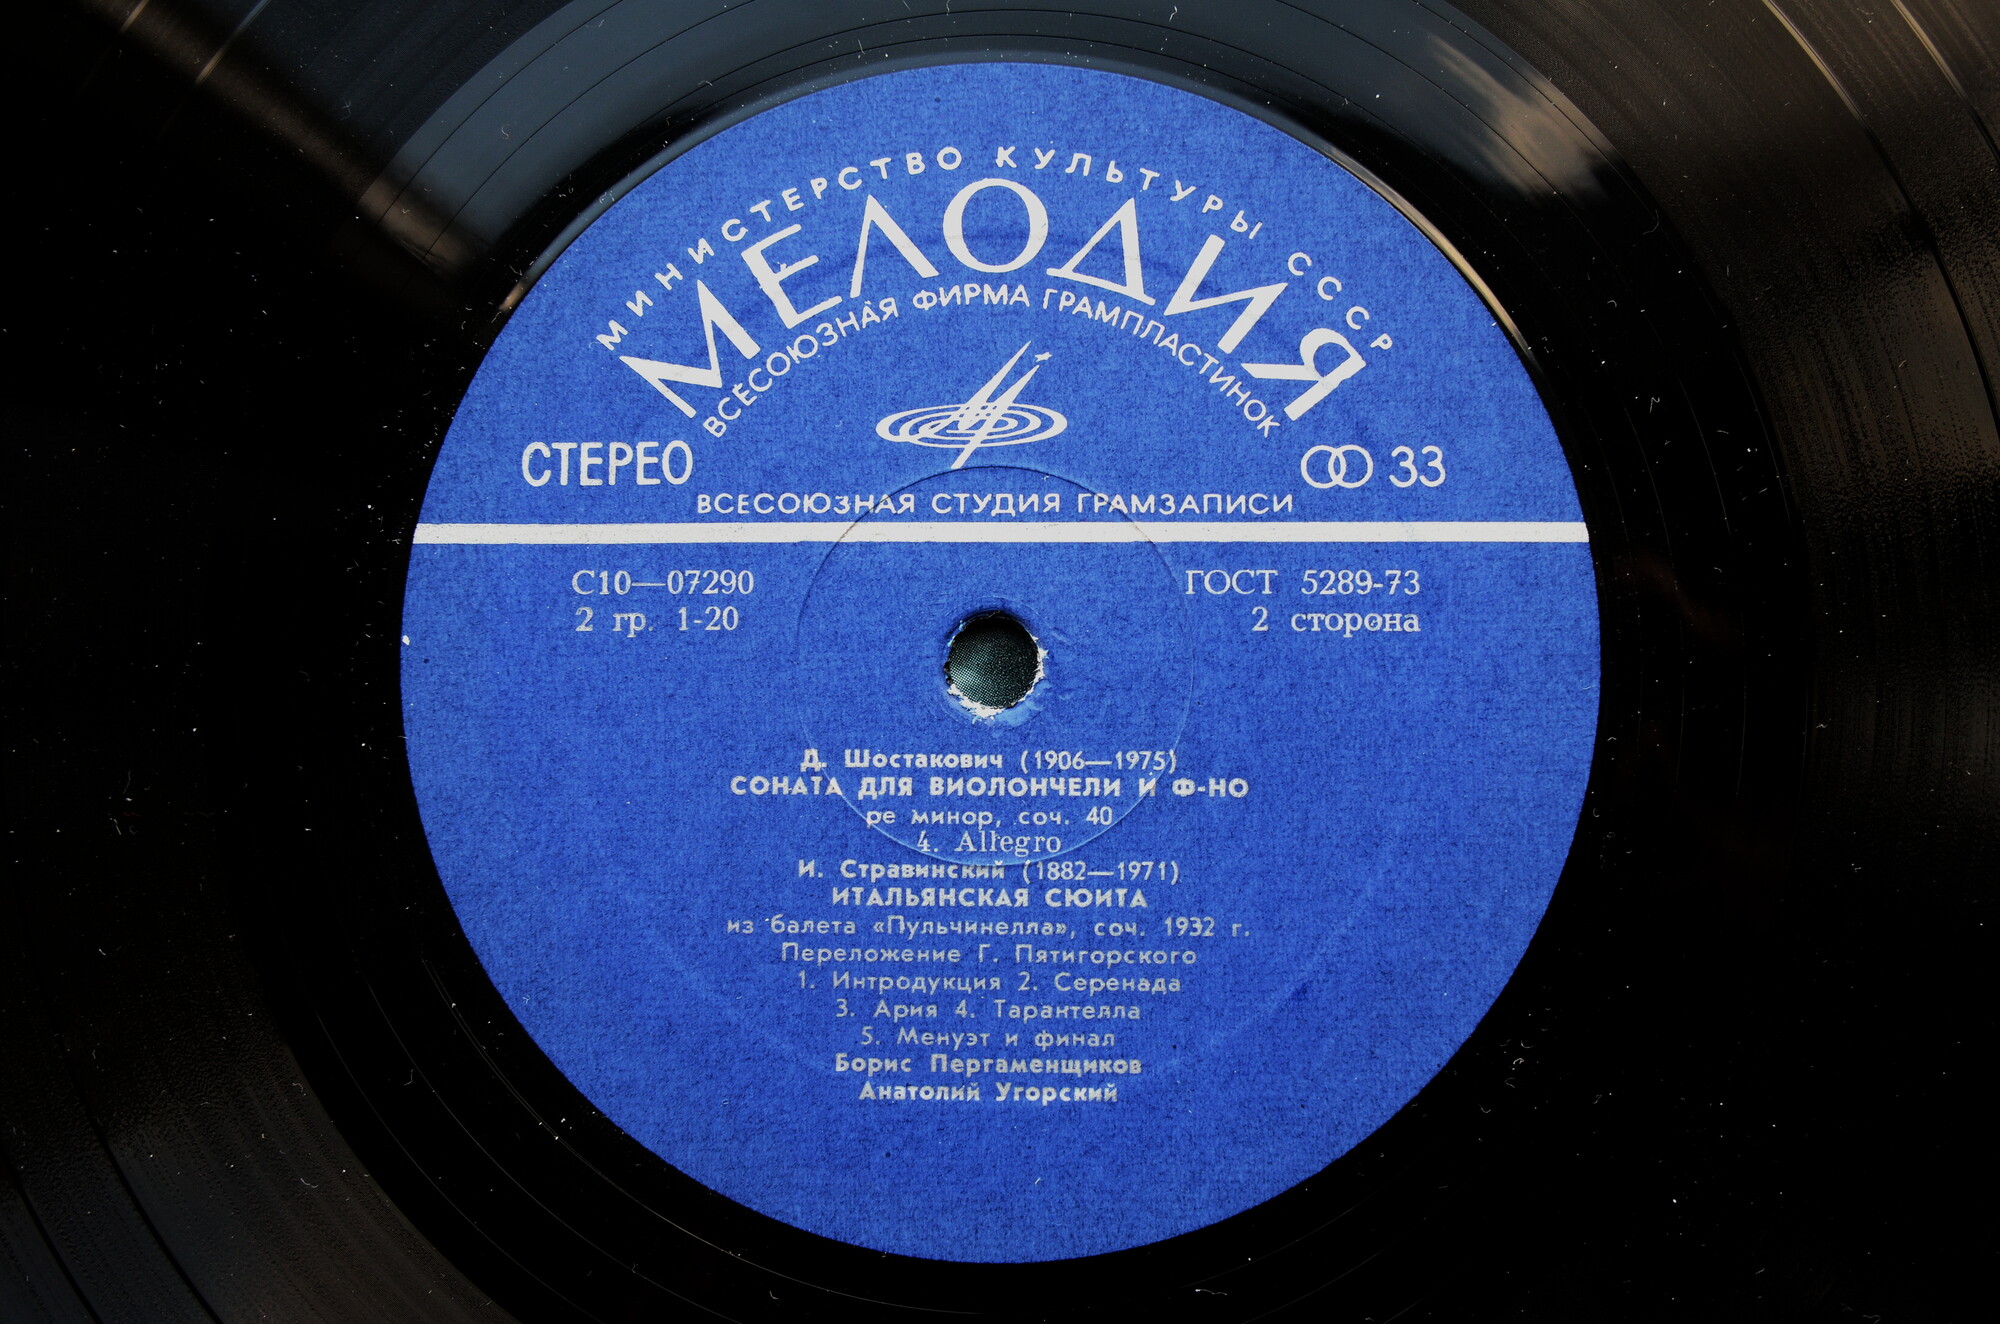 МИНИСТЕРСТВО КУЛЬТУРЫ СССР
МЕЛОДИЯ
ВСЕСОЮЗНАЯ ФИРМА ГРАМПЛАСТИНОК
СТЕРЕО 33
ВСЕСОЮЗНАЯ СТУДИЯ ГРАМЗАПИСИ
С10—07290 ГОСТ 5289-73
2 гр. 1-20 2 сторона
Д. Шостакович (1906—1975)
СОНАТА ДЛЯ ВИОЛОНЧЕЛИ И Ф-НО
ре минор, соч. 40
4. Allegro
И. Стравинский (1882—1971)
ИТАЛЬЯНСКАЯ СЮИТА
из балета «Пульчинелла», соч. 1932 г.
Переложение Г. Пятигорского
1. Интродукция 2. Серенада
3. Ария 4. Тарантелла
5. Менуэт и финал
Борис Пергаменщиков
Анатолий Угорский